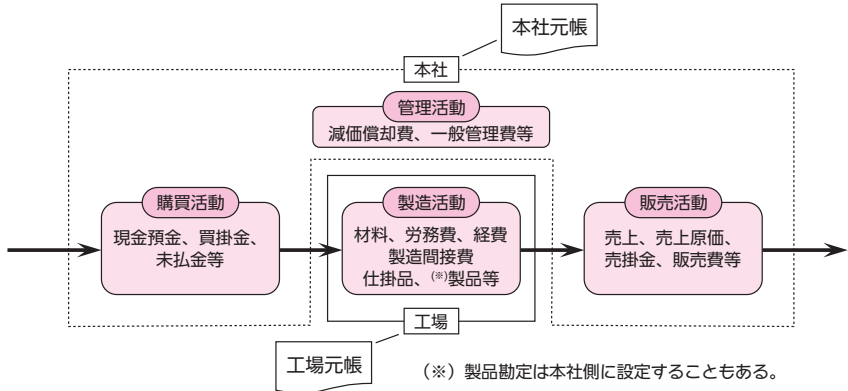 本社元帳
本社
管理活動
減価償却費、一般管理費等
購買活動
現金預金、買掛金、
未払金等
製造活動
材料、労務費、経費
製造間接費
仕掛品、(※)製品等
販売活動
売上、売上原価、
売掛金、販売費等
工場
工場元帳
(※)製品勘定は本社側に設定することもある。